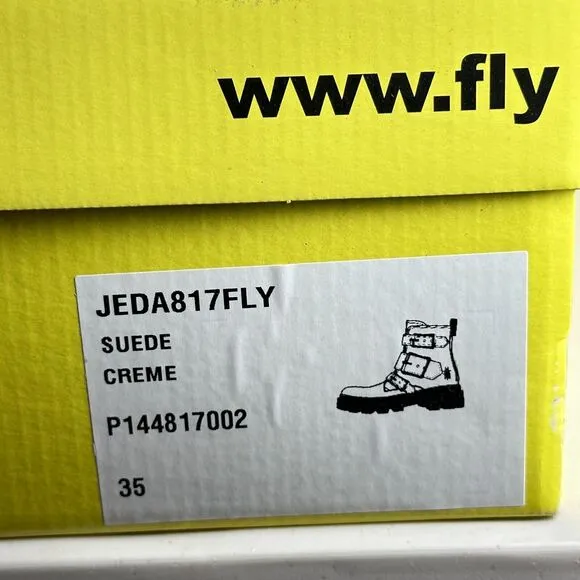 www.fly
JEDA817FLY
SUEDE
CREME
P144817002
35